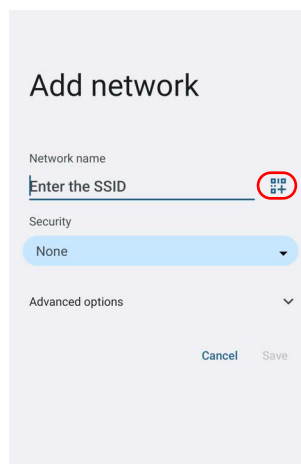 Add network
Network name
Enter the SSID
Security
None
Advanced options
Cancel
Save